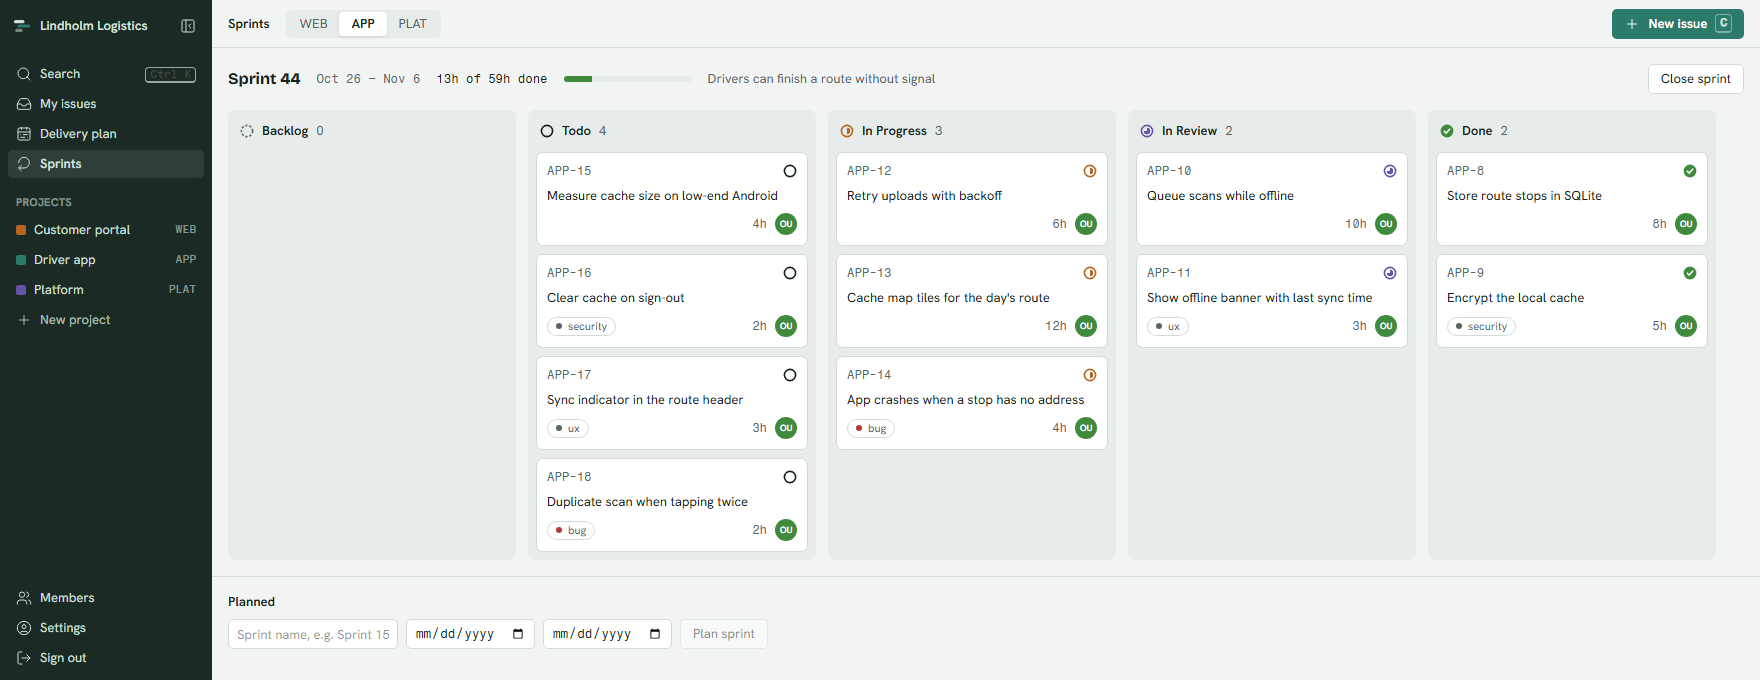 Lindholm Logistics
Search Ctrl K
My issues
Delivery plan
Sprints
PROJECTS
Customer portal WEB
Driver app APP
Platform PLAT
New project
Members
Settings
Sign out
Sprints WEB APP PLAT
New issue C
Sprint 44 Oct 26 – Nov 6 13h of 59h done Drivers can finish a route without signal
Close sprint
Backlog 0
Todo 4
APP-15
Measure cache size on low-end Android
4h OU
APP-16
Clear cache on sign-out
security 2h OU
APP-17
Sync indicator in the route header
ux 3h OU
APP-18
Duplicate scan when tapping twice
bug 2h OU
In Progress 3
APP-12
Retry uploads with backoff
6h OU
APP-13
Cache map tiles for the day's route
12h OU
APP-14
App crashes when a stop has no address
bug 4h OU
In Review 2
APP-10
Queue scans while offline
10h OU
APP-11
Show offline banner with last sync time
ux 3h OU
Done 2
APP-8
Store route stops in SQLite
8h OU
APP-9
Encrypt the local cache
security 5h OU
Planned
Sprint name, e.g. Sprint 15 mm/dd/yyyy mm/dd/yyyy Plan sprint